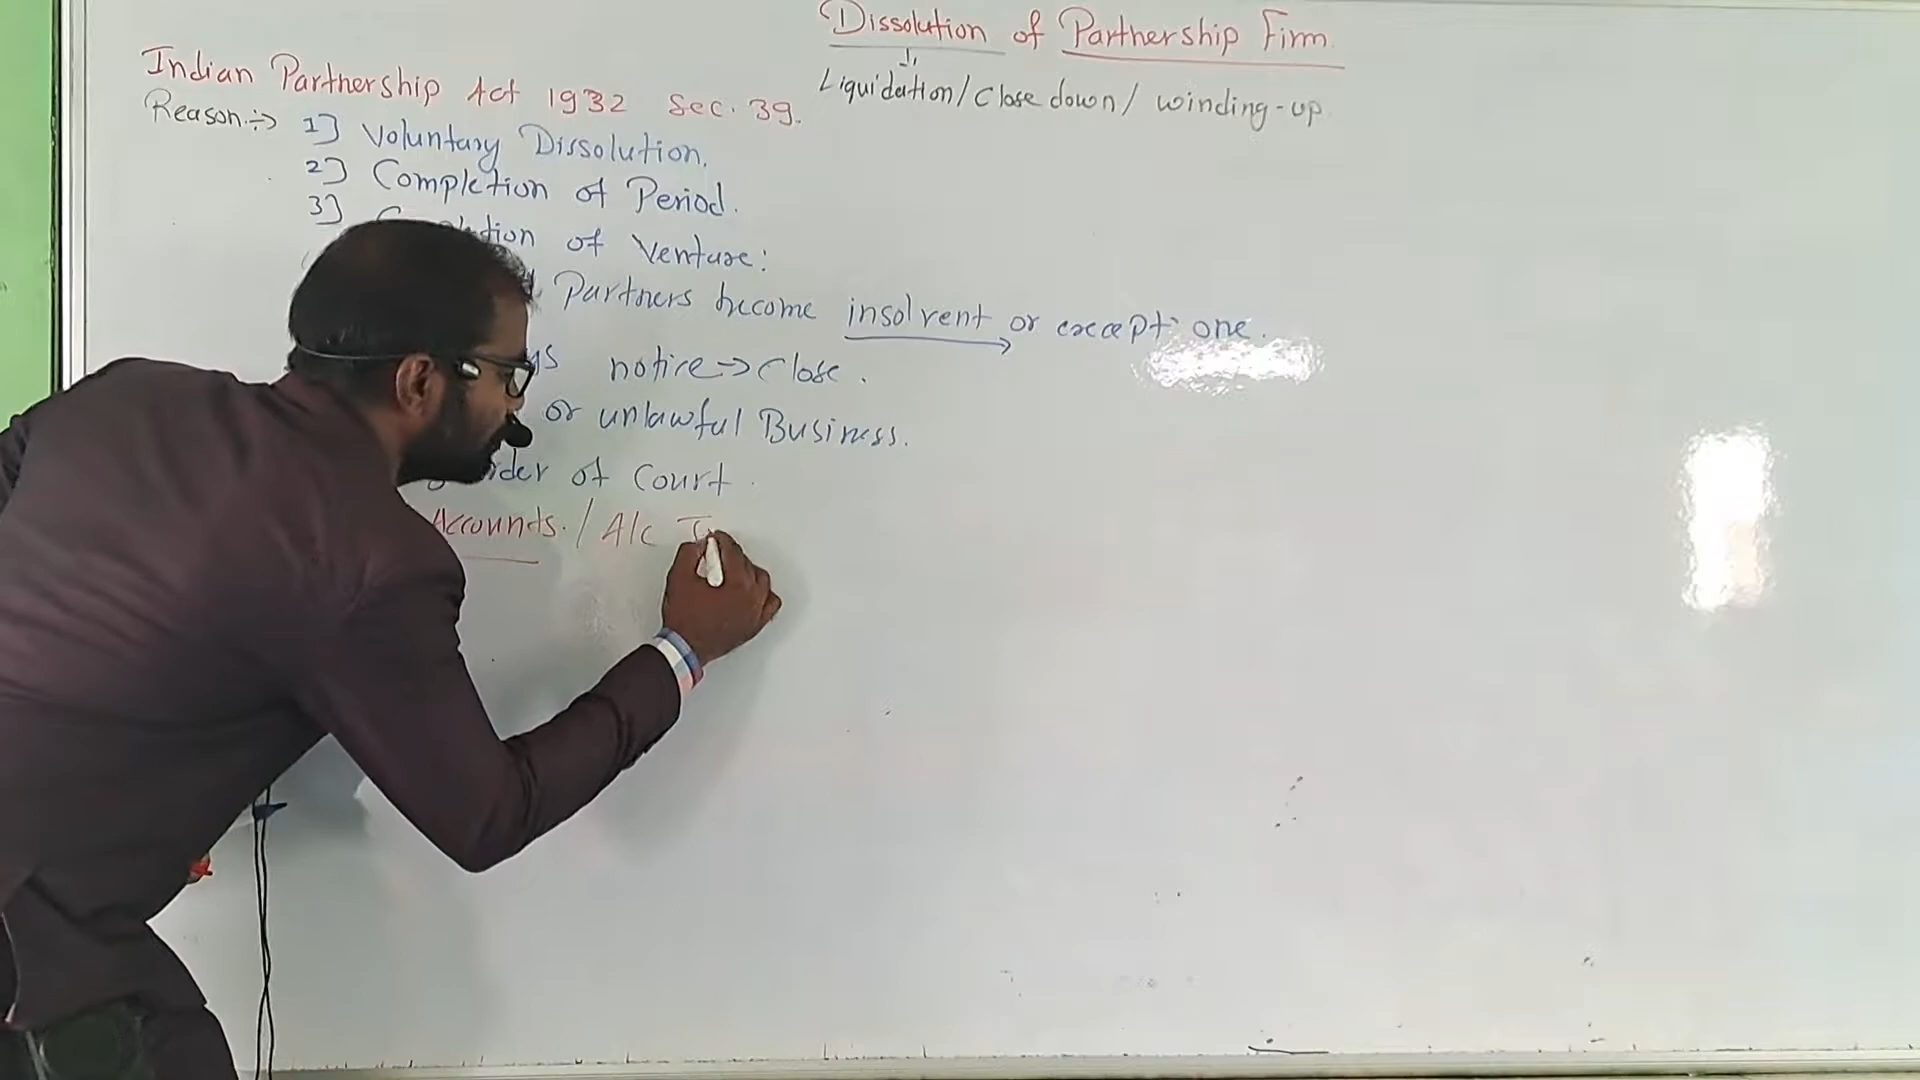 Dissolution of Partnership Firm.
Liquidation/Close down/ winding-up
Indian Partnership Act 1932 Sec. 39.
Reason:->
1] Voluntary Dissolution.
2] Completion of Period.
3] of Venture:
Partners become insolvent or except one.
notice→Close.
or unlawful Business.
of Court
Accounts. / A/c